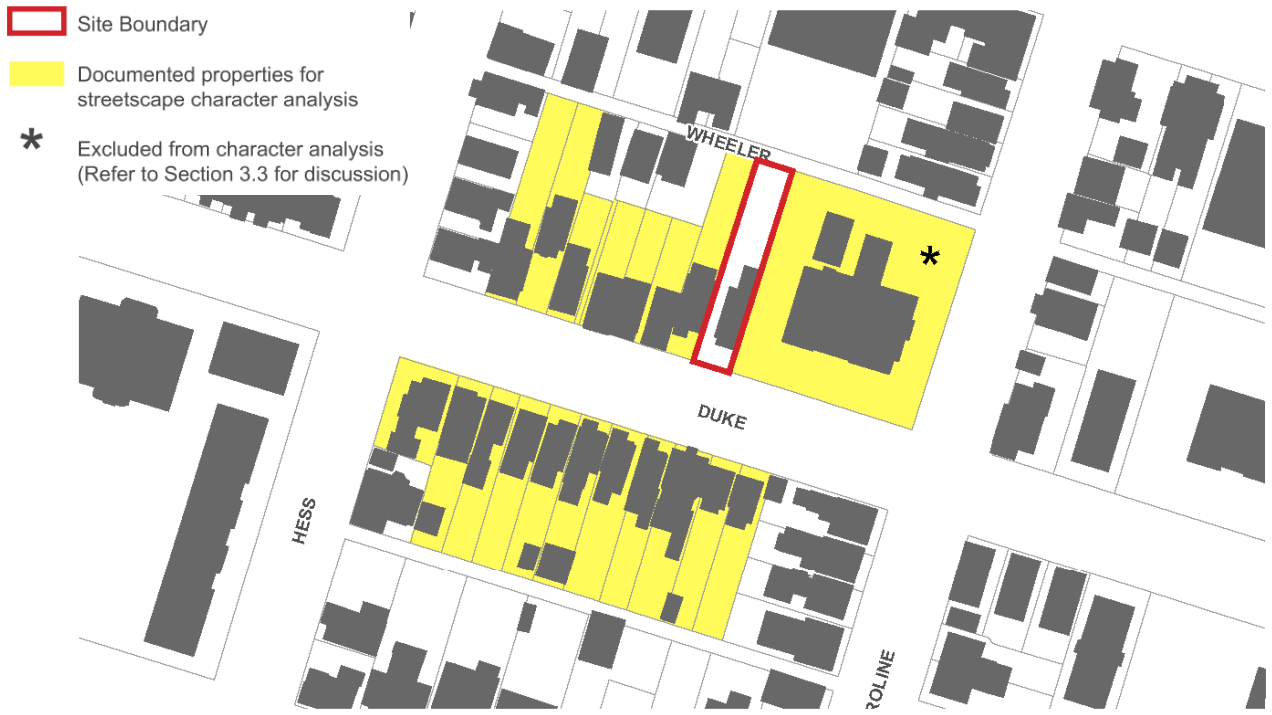 Site Boundary
Documented properties for
streetscape character analysis
*
Excluded from character analysis
(Refer to Section 3.3 for discussion)
WHEELER
*
DUKE
HESS
ROLINE